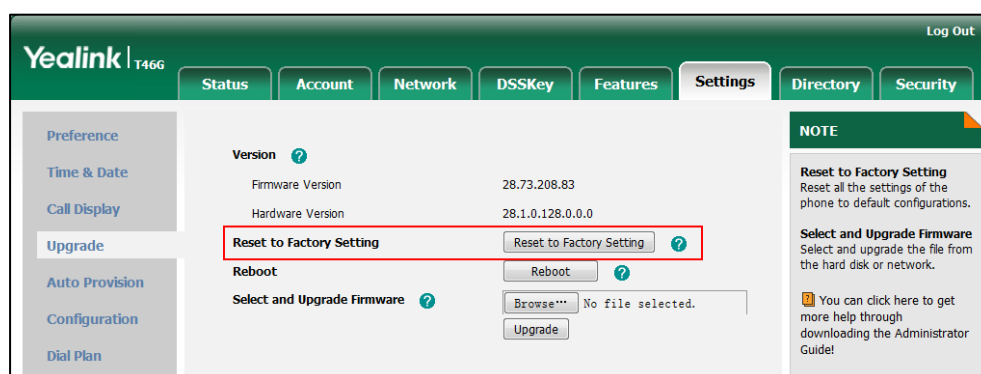 Log Out
Yealink | T46G
Status Account Network DSSKey Features Settings Directory Security
Preference
Time & Date
Call Display
Upgrade
Auto Provision
Configuration
Dial Plan
Version ?
Firmware Version 28.73.208.83
Hardware Version 28.1.0.128.0.0.0
Reset to Factory Setting Reset to Factory Setting ?
Reboot Reboot ?
Select and Upgrade Firmware ? Browse… No file selected.
Upgrade
NOTE
Reset to Factory Setting
Reset all the settings of the
phone to default configurations.
Select and Upgrade Firmware
Select and upgrade the file from
the hard disk or network.
? You can click here to get
more help through
downloading the Administrator
Guide!